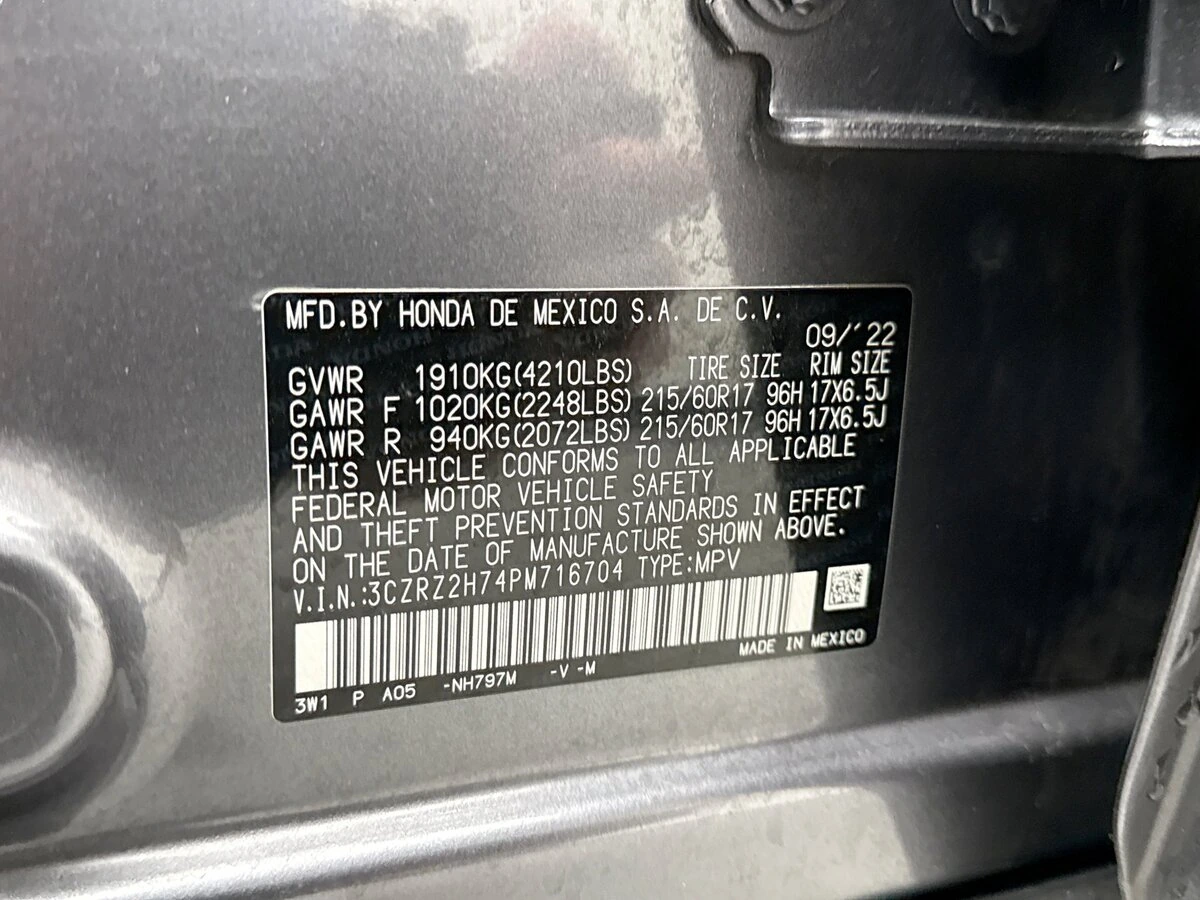 MFD.BY HONDA DE MEXICO S.A. DE C.V.
09/'22
GVWR 1910KG(4210LBS) TIRE SIZE RIM SIZE
GAWR F 1020KG(2248LBS) 215/60R17 96H 17X6.5J
GAWR R 940KG(2072LBS) 215/60R17 96H 17X6.5J
THIS VEHICLE CONFORMS TO ALL APPLICABLE
FEDERAL MOTOR VEHICLE SAFETY
AND THEFT PREVENTION STANDARDS IN EFFECT
ON THE DATE OF MANUFACTURE SHOWN ABOVE.
V.I.N.:3CZRZ2H74PM716704 TYPE:MPV
MADE IN MEXICO
3W1 P A05 -NH797M -V -M